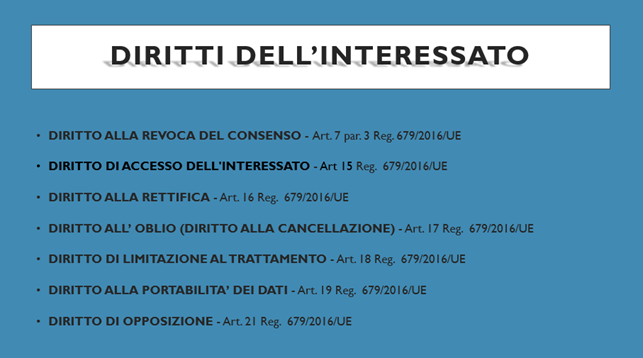 DIRITTI DELL'INTERESSATO
• DIRITTO ALLA REVOCA DEL CONSENSO - Art. 7 par. 3 Reg. 679/2016/UE
• DIRITTO DI ACCESSO DELL'INTERESSATO - Art 15 Reg. 679/2016/UE
• DIRITTO ALLA RETTIFICA - Art. 16 Reg. 679/2016/UE
• DIRITTO ALL' OBLIO (DIRITTO ALLA CANCELLAZIONE) - Art. 17 Reg. 679/2016/UE
• DIRITTO DI LIMITAZIONE AL TRATTAMENTO - Art. 18 Reg. 679/2016/UE
• DIRITTO ALLA PORTABILITA' DEI DATI - Art. 19 Reg. 679/2016/UE
• DIRITTO DI OPPOSIZIONE - Art. 21 Reg. 679/2016/UE